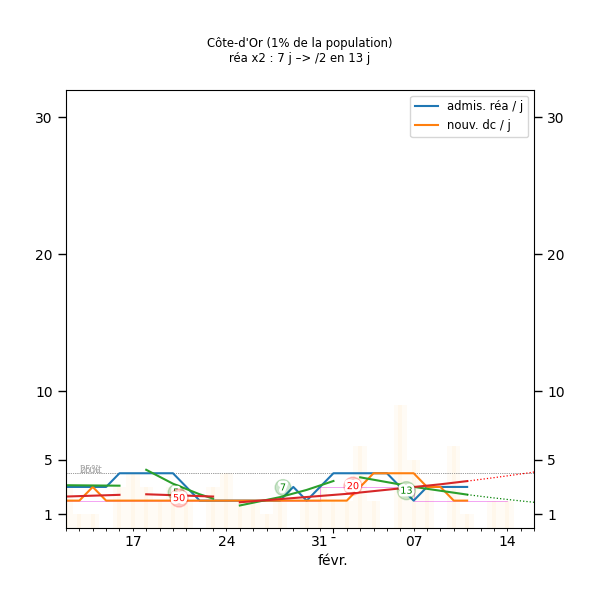 Côte-d'Or (1% de la population)
réa x2 : 7 j –> /2 en 13 j
admis. réa / j
nouv. dc / j
30 30
20 20
10 10
5 5
1 1
25%
50 7 20 13
17 24 31 07 14
févr.